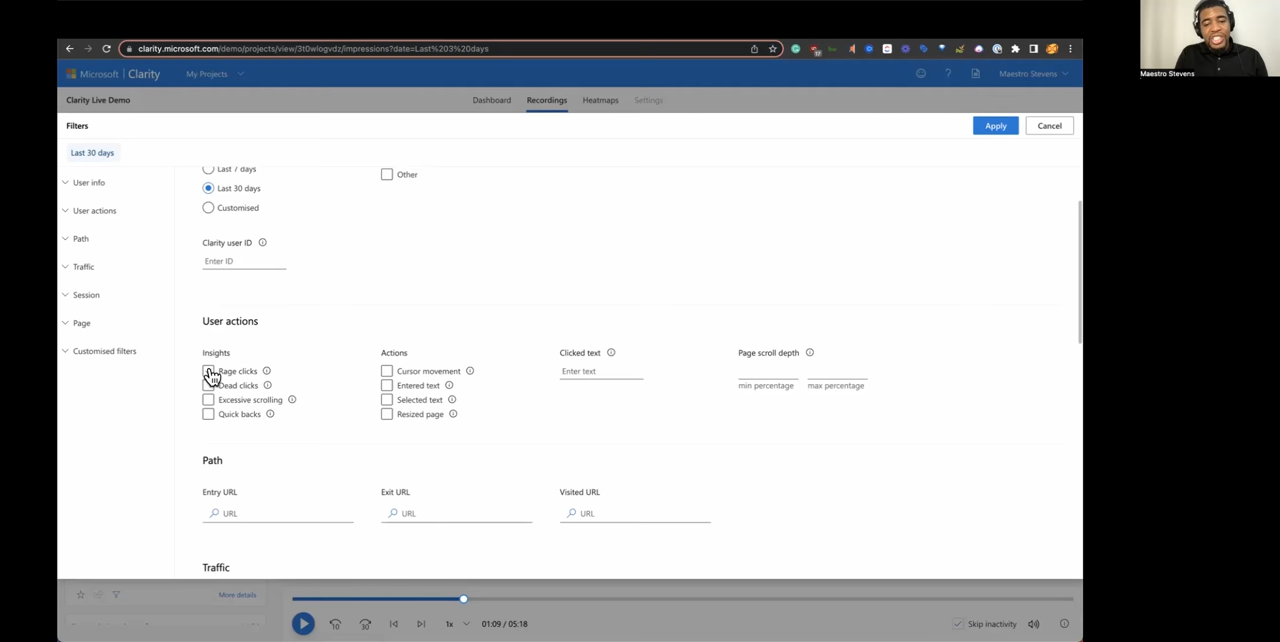 clarity.microsoft.com/demo/projects/view/3t0wlogvdz/impressions?date=Last%203%20days
Maestro Stevens
Microsoft | Clarity My Projects Maestro Stevens
Clarity Live Demo Dashboard Recordings Heatmaps Settings
Filters Apply Cancel
Last 30 days
User info
User actions
Path
Traffic
Session
Page
Customised filters
Last 7 days Other
Last 30 days
Customised
Clarity user ID
Enter ID
User actions
Insights Actions Clicked text Page scroll depth
Rage clicks Cursor movement Enter text
Dead clicks Entered text min percentage max percentage
Excessive scrolling Selected text
Quick backs Resized page
Path
Entry URL Exit URL Visited URL
URL URL URL
Traffic
More details
10 30 1x 01:09 / 05:18 Skip inactivity